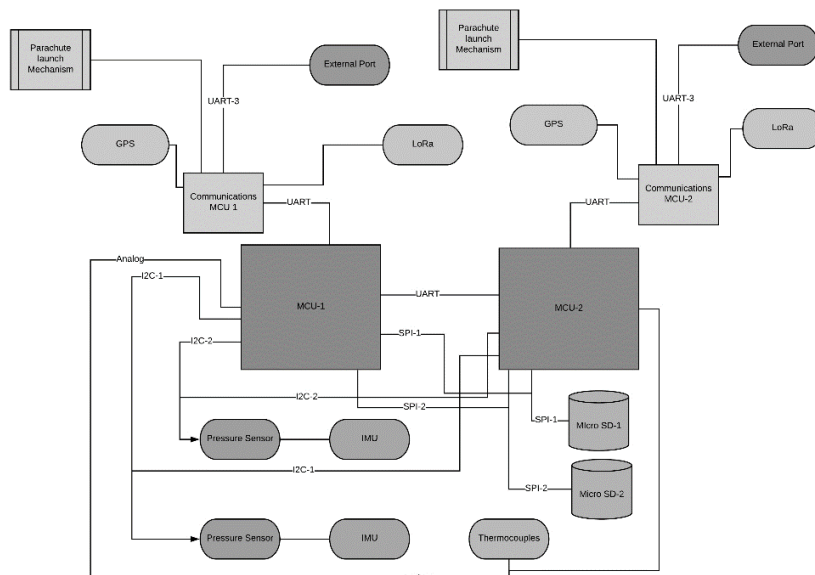 Parachute
launch
Mechanism
External Port
UART-3
GPS
LoRa
Communications
MCU 1
UART
Parachute
launch
Mechanism
External Port
UART-3
GPS
LoRa
Communications
MCU-2
UART
Analog
I2C-1
MCU-1
UART
MCU-2
I2C-2
SPI-1
I2C-2
SPI-2
Pressure Sensor
IMU
SPI-1
Micro SD-1
I2C-1
SPI-2
Micro SD-2
Pressure Sensor
IMU
Thermocouples